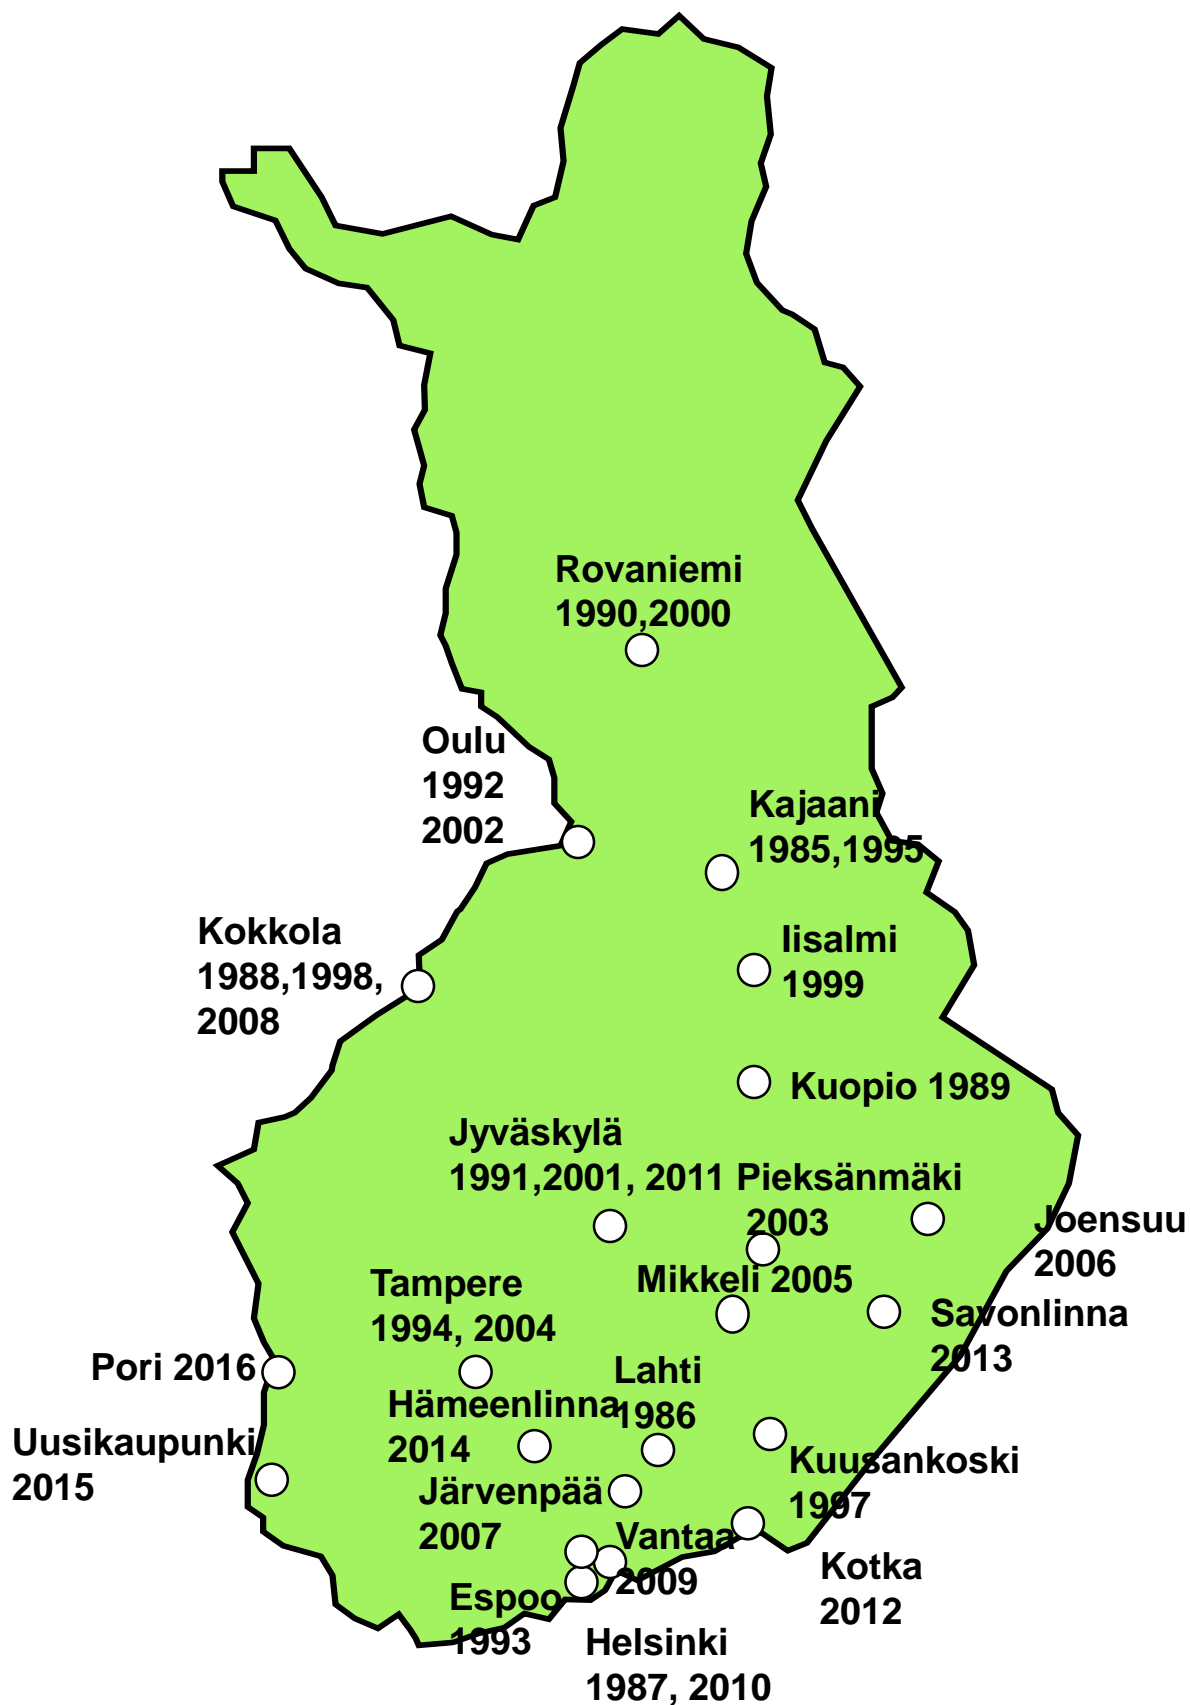 Rovaniemi
1990,2000
Oulu
1992
2002
Kajaani
1985,1995
Kokkola
1988,1998,
2008
Iisalmi
1999
Kuopio 1989
Jyväskylä
1991,2001, 2011
Pieksänmäki
2003
Joensuu
2006
Mikkeli 2005
Tampere
1994, 2004
Savonlinna
2013
Pori 2016
Lahti
1986
Hämeenlinna
2014
Uusikaupunki
2015
Kuusankoski
1997
Järvenpää
2007
Vantaa
2009
Kotka
2012
Espoo
1993
Helsinki
1987, 2010